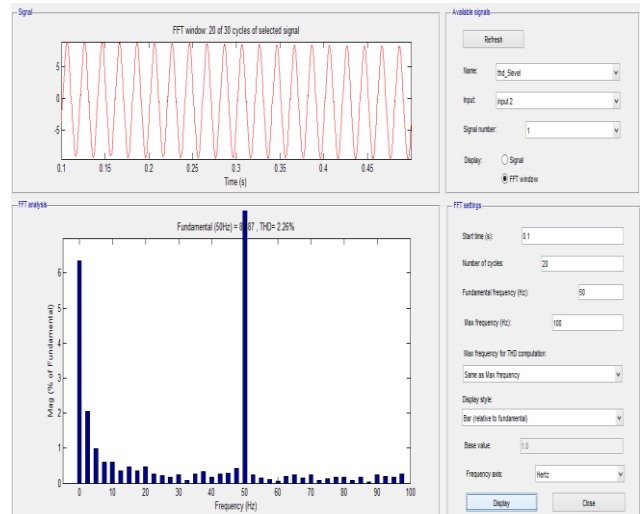 Signal
FFT window: 20 of 30 cycles of selected signal
5
0
-5
0.1 0.15 0.2 0.25 0.3 0.35 0.4 0.45
Time (s)
FFT analysis
Fundamental (50Hz) = 87 , THD= 2.26%
Mag (% of Fundamental)
6
5
4
3
2
1
0
0 10 20 30 40 50 60 70 80 90 100
Frequency (Hz)
Available signals
Refresh
Name: thd_5level
Input: input 2
Signal number: 1
Display: Signal
FFT window
FFT settings
Start time (s): 0.1
Number of cycles: 20
Fundamental frequency (Hz): 50
Max frequency (Hz): 100
Max frequency for THD computation:
Same as Max frequency
Display style:
Bar (relative to fundamental)
Base value: 1.0
Frequency axis: Hertz
Display Close